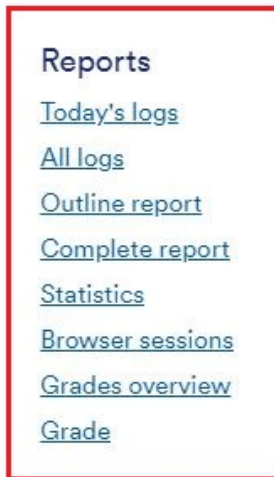 Reports
Today's logs
All logs
Outline report
Complete report
Statistics
Browser sessions
Grades overview
Grade